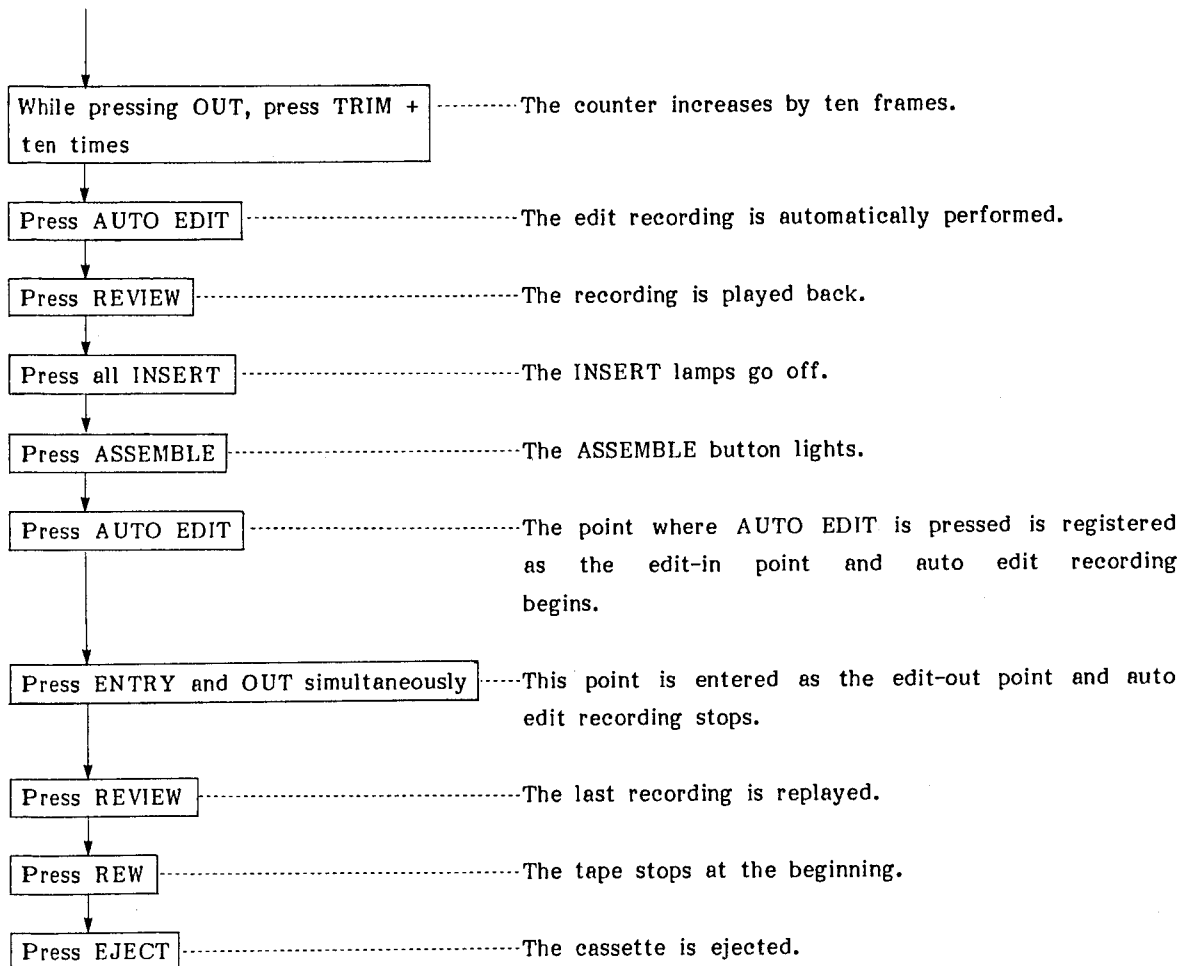 While pressing OUT, press TRIM + The counter increases by ten frames.
ten times
Press AUTO EDIT The edit recording is automatically performed.
Press REVIEW The recording is played back.
Press all INSERT The INSERT lamps go off.
Press ASSEMBLE The ASSEMBLE button lights.
Press AUTO EDIT The point where AUTO EDIT is pressed is registered
as the edit-in point and auto edit recording
begins.
Press ENTRY and OUT simultaneously This point is entered as the edit-out point and auto
edit recording stops.
Press REVIEW The last recording is replayed.
Press REW The tape stops at the beginning.
Press EJECT The cassette is ejected.